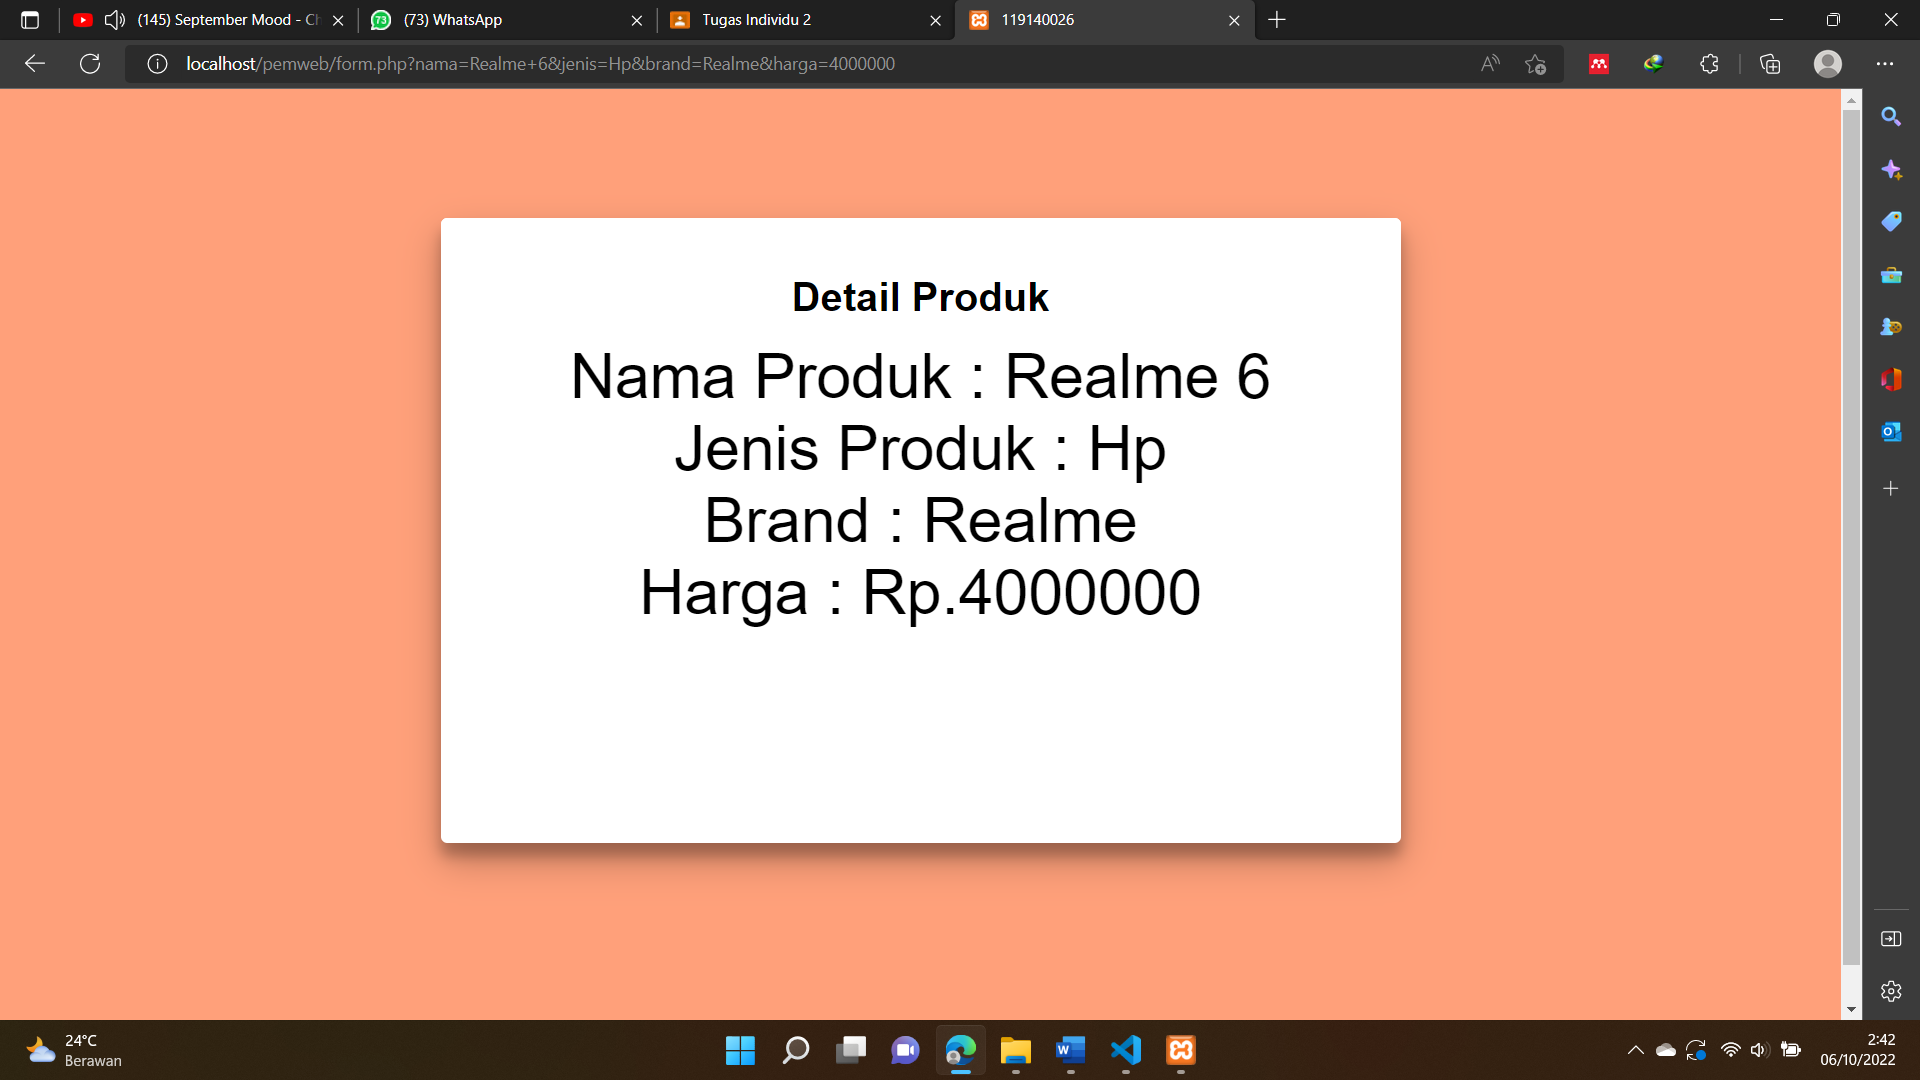 (145) September Mood - Ch
73
(73) WhatsApp
Tugas Individu 2
119140026
localhost/pemweb/form.php?nama=Realme+6&jenis=Hp&brand=Realme&harga=4000000
Detail Produk
Nama Produk : Realme 6
Jenis Produk : Hp
Brand : Realme
Harga : Rp.4000000
24°C
Berawan
2:42
06/10/2022